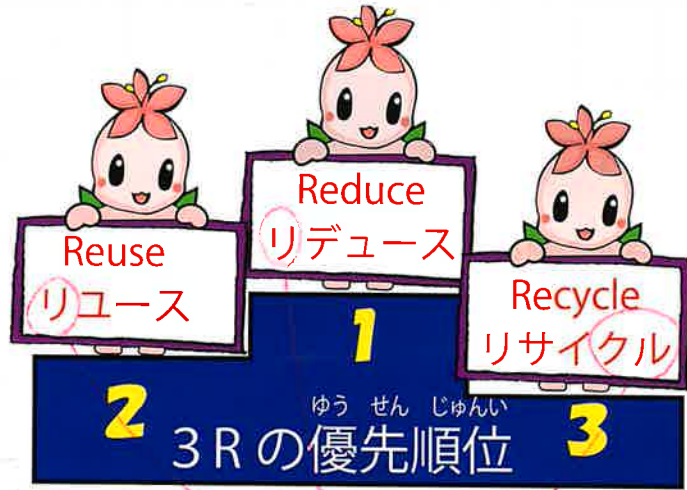 Reduce
リデュース
Reuse
リユース
Recycle
リサイクル
1
2
3
ゆう せん じゅんい
3Rの優先順位